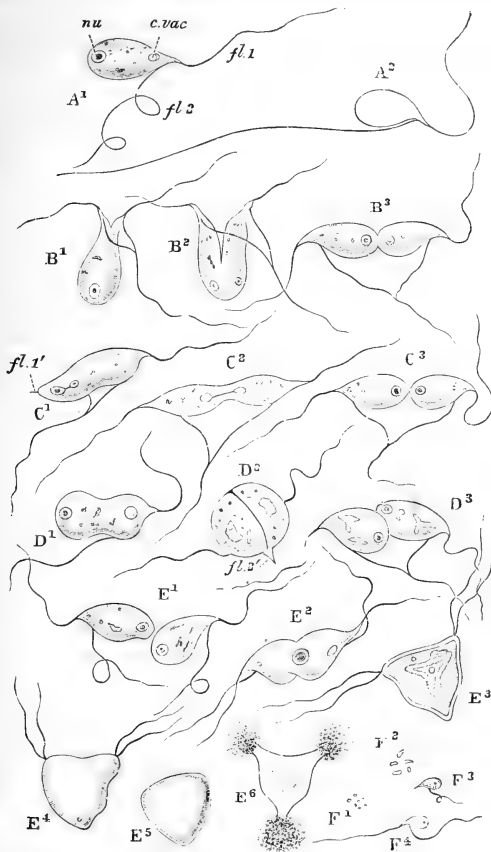 nu
c.vac
fl.1
A¹
fl.2
A²
B¹
B²
B³
fl.1'
C¹
C²
C³
D¹
D²
D³
fl.2'
E¹
E²
E³
E⁴
E⁵
E⁶
F¹
F²
F³
F⁴